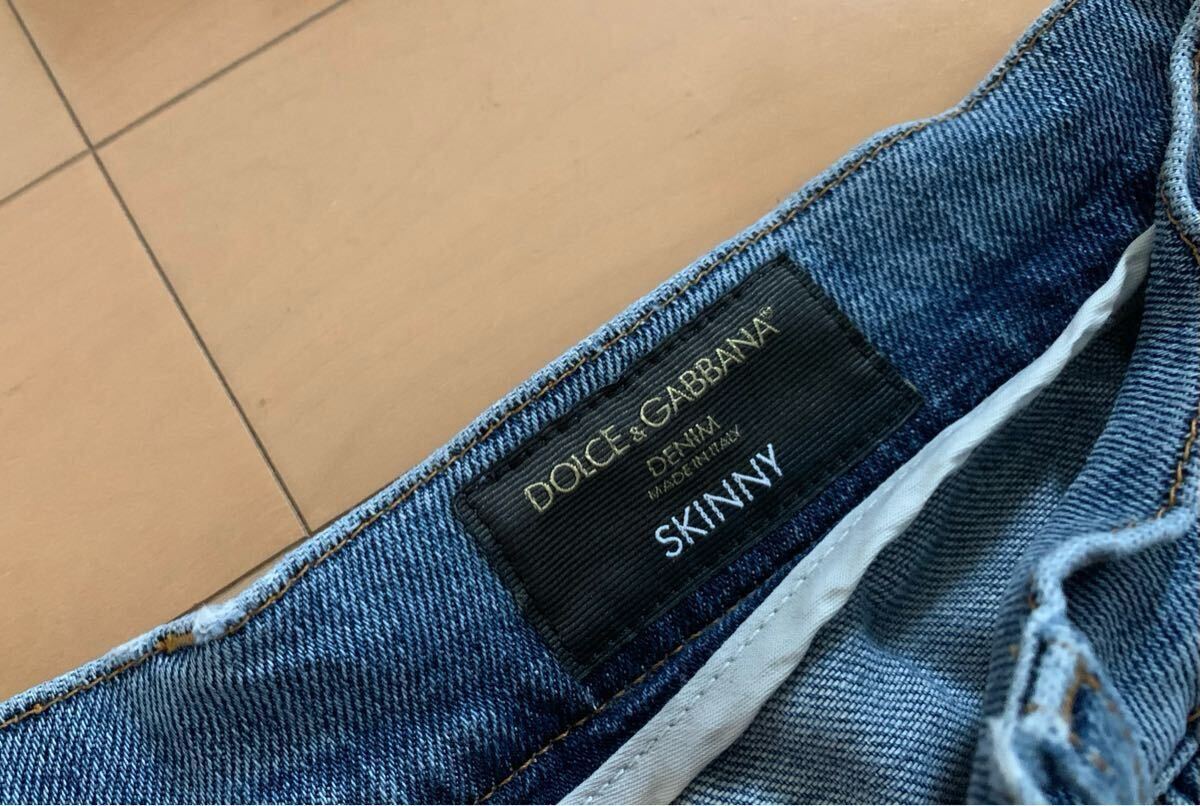 DOLCE & GABBANA®
DENIM
MADE IN ITALY
SKINNY